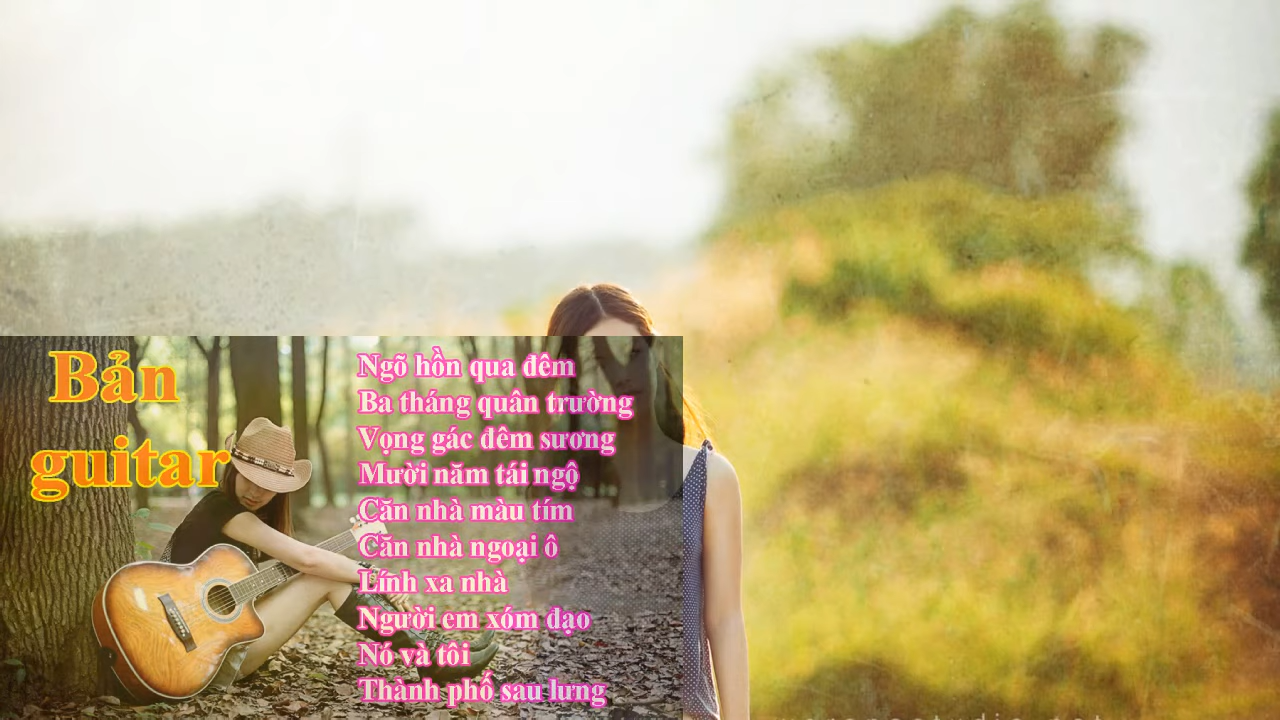 Bản
guitar
Ngõ hồn qua đêm
Ba tháng quân trường
Vọng gác đêm sương
Mười năm tái ngộ
Căn nhà màu tím
Căn nhà ngoại ô
Lính xa nhà
Người em xóm đạo
Nó và tôi
Thành phố sau lưng